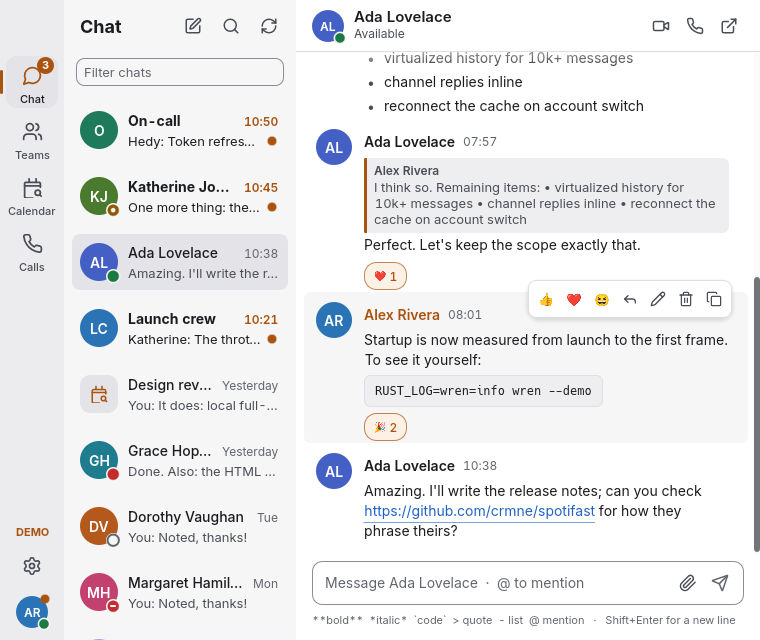 3
Chat
Teams
Calendar
Calls
DEMO
AR
Chat
Filter chats
O
On-call 10:50
Hedy: Token refres...
KJ
Katherine Jo... 10:45
One more thing: the...
AL
Ada Lovelace 10:38
Amazing. I'll write the r...
LC
Launch crew 10:21
Katherine: The throt...
Design rev... Yesterday
You: It does: local full-...
GH
Grace Hop... Yesterday
Done. Also: the HTML ...
DV
Dorothy Vaughan Tue
You: Noted, thanks!
MH
Margaret Hamil... Mon
You: Noted, thanks!
AL
Ada Lovelace
Available
• virtualized history for 10k+ messages
• channel replies inline
• reconnect the cache on account switch
AL
Ada Lovelace 07:57
Alex Rivera
I think so. Remaining items: • virtualized history for
10k+ messages • channel replies inline • reconnect the
cache on account switch
Perfect. Let's keep the scope exactly that.
❤️ 1
AR
Alex Rivera 08:01
👍 ❤️ 😆
Startup is now measured from launch to the first frame.
To see it yourself:
RUST_LOG=wren=info wren --demo
🎉 2
AL
Ada Lovelace 10:38
Amazing. I'll write the release notes; can you check
https://github.com/crmne/spotifast for how they
phrase theirs?
Message Ada Lovelace · @ to mention
**bold** *italic* `code` > quote - list @ mention · Shift+Enter for a new line